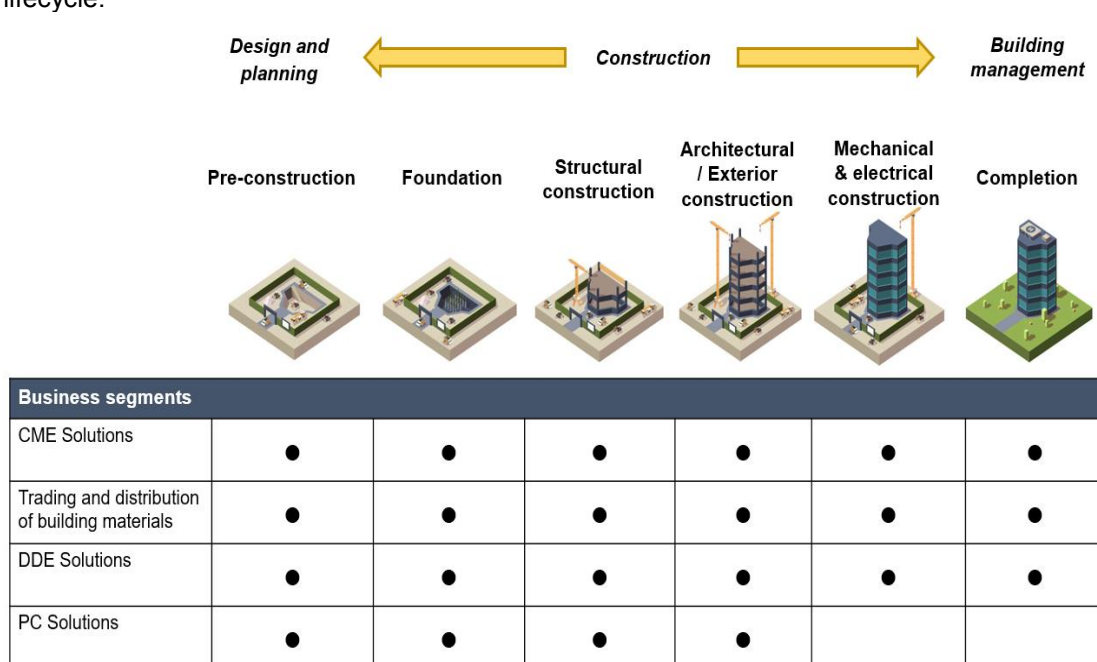 lifecycle:
Design and
planning
Construction
Building
management
Pre-construction
Foundation
Structural
construction
Architectural
/ Exterior
construction
Mechanical
& electrical
construction
Completion
Business segments
CME Solutions
● ● ● ● ● ●
Trading and distribution
of building materials
● ● ● ● ● ●
DDE Solutions
● ● ● ● ● ●
PC Solutions
● ● ● ●